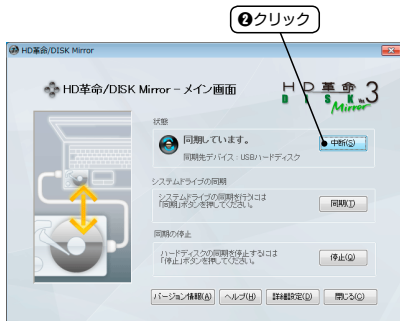 ❷クリック
HD革命/DISK Mirror
HD革命/DISK Mirror − メイン画面
HD革命
DISK Ver.3
Mirror
状態
同期しています。
中断(S)
同期先デバイス：USBハードディスク
システムドライブの同期
システムドライブの同期を行うには
「同期」ボタンを押してください。
同期(T)
同期の停止
ハードディスクの同期を停止するには
「停止」ボタンを押してください。
停止(Q)
バージョン情報(A)
ヘルプ(H)
詳細設定(D)
閉じる(C)